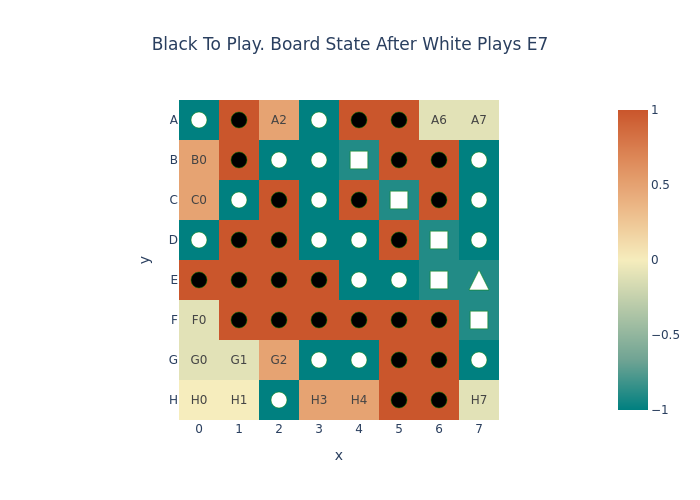 Black To Play. Board State After White Plays E7
A A2 A6 A7
B B0
C C0
D
E
F F0
G G0 G1 G2
H H0 H1 H3 H4 H7
0 1 2 3 4 5 6 7
x
y
1
0.5
0
−0.5
−1